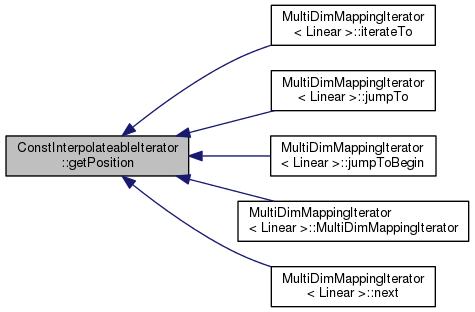 MultiDimMappingIterator
< Linear >::iterateTo
MultiDimMappingIterator
< Linear >::jumpTo
ConstInterpolateableIterator
::getPosition
MultiDimMappingIterator
< Linear >::jumpToBegin
MultiDimMappingIterator
< Linear >::MultiDimMappingIterator
MultiDimMappingIterator
< Linear >::next